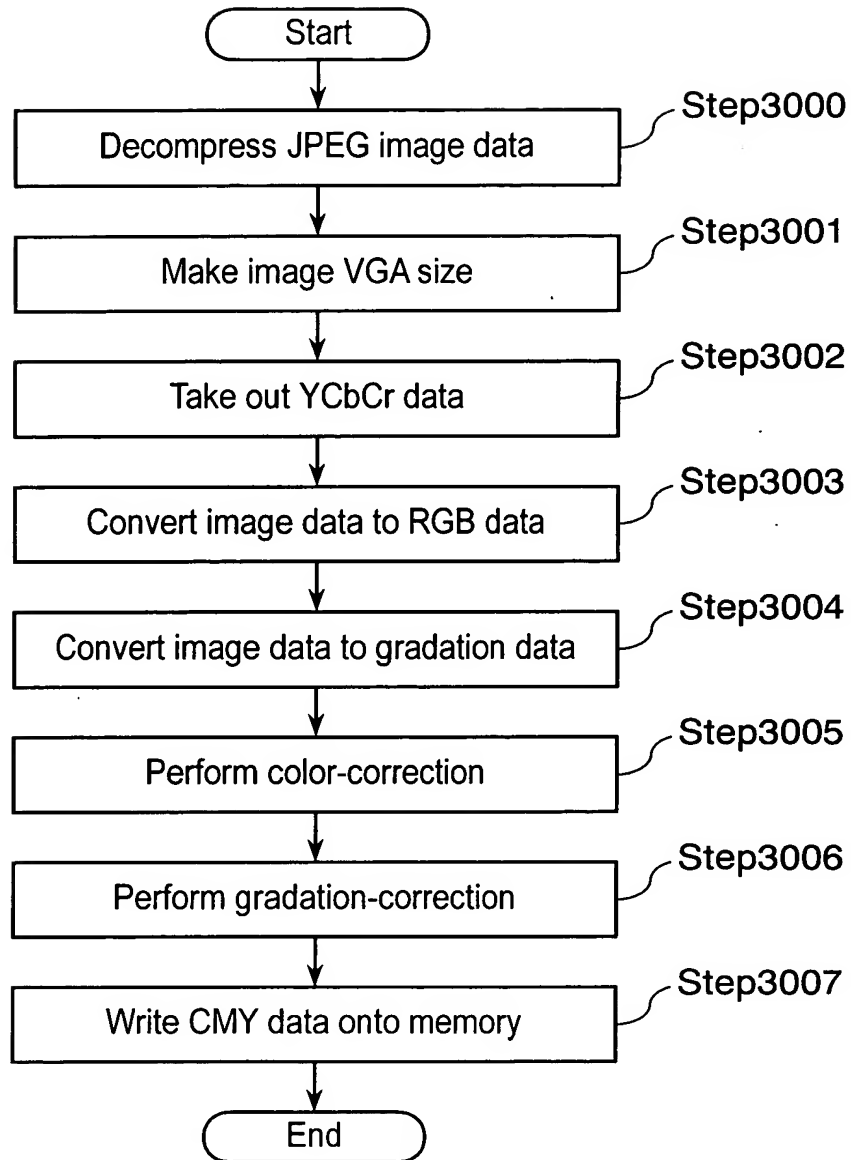 Start
Decompress JPEG image data
Step3000
Make image VGA size
Step3001
Take out YCbCr data
Step3002
Convert image data to RGB data
Step3003
Convert image data to gradation data
Step3004
Perform color-correction
Step3005
Perform gradation-correction
Step3006
Write CMY data onto memory
Step3007
End